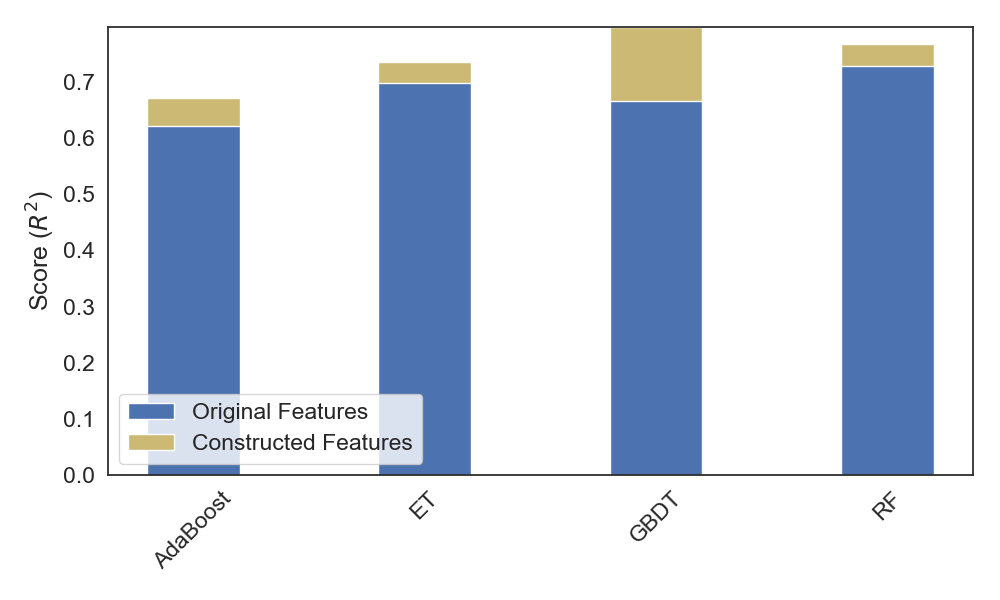 Score (R²)
0.7
0.6
0.5
0.4
0.3
0.2
0.1
0.0
Original Features
Constructed Features
AdaBoost
ET
GBDT
RF